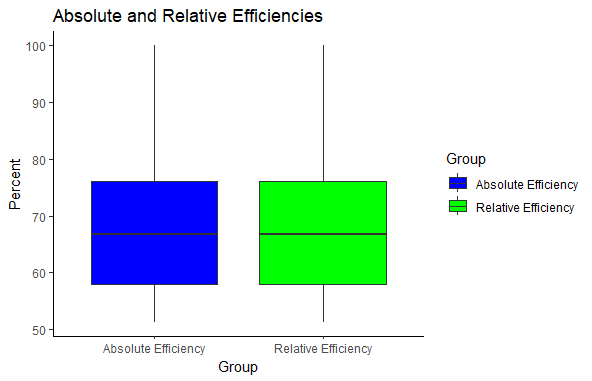 Absolute and Relative Efficiencies
100
90
80
70
60
50
Percent
Absolute Efficiency
Relative Efficiency
Group
Group
Absolute Efficiency
Relative Efficiency